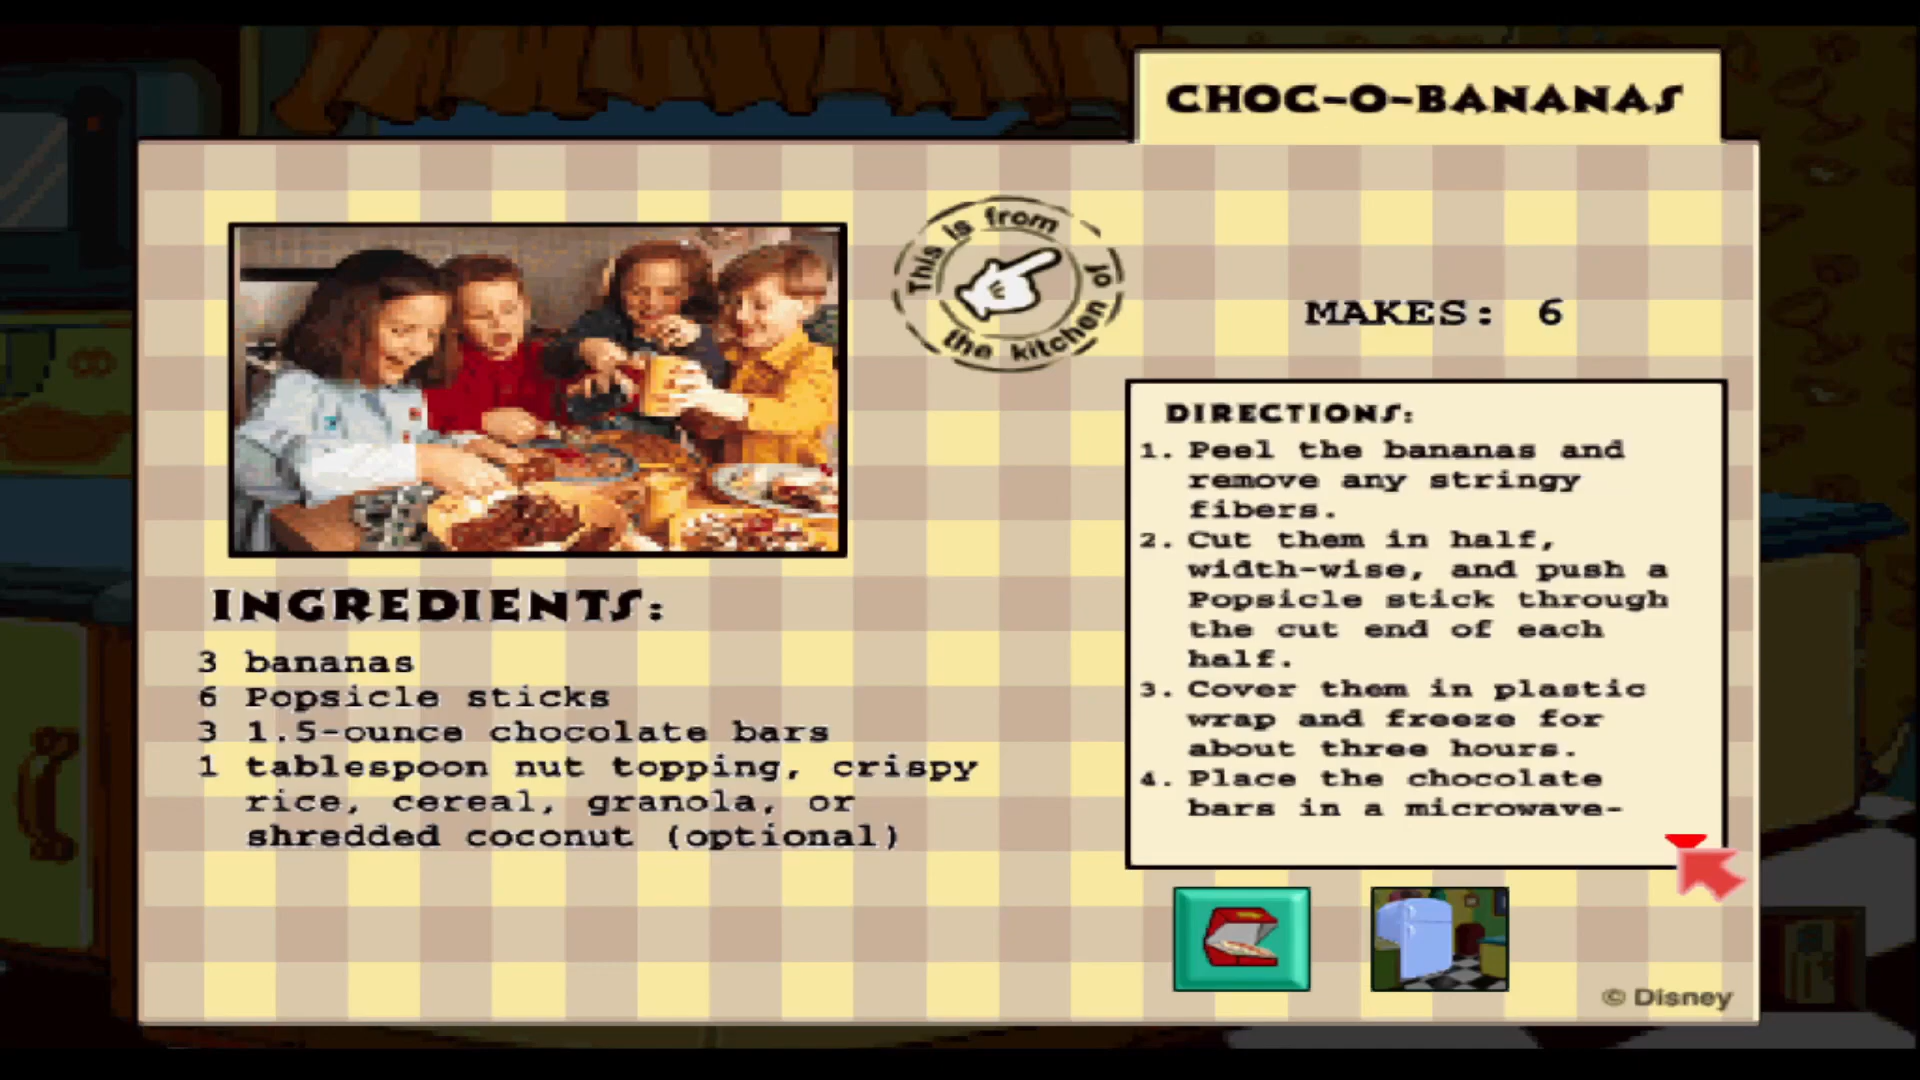 CHOC-O-BANANAS
This is from
the kitchen of
MAKES: 6
INGREDIENTS:
3 bananas
6 Popsicle sticks
3 1.5-ounce chocolate bars
1 tablespoon nut topping, crispy
rice, cereal, granola, or
shredded coconut (optional)
DIRECTIONS:
1. Peel the bananas and
remove any stringy
fibers.
2. Cut them in half,
width-wise, and push a
Popsicle stick through
the cut end of each
half.
3. Cover them in plastic
wrap and freeze for
about three hours.
4. Place the chocolate
bars in a microwave-
© Disney